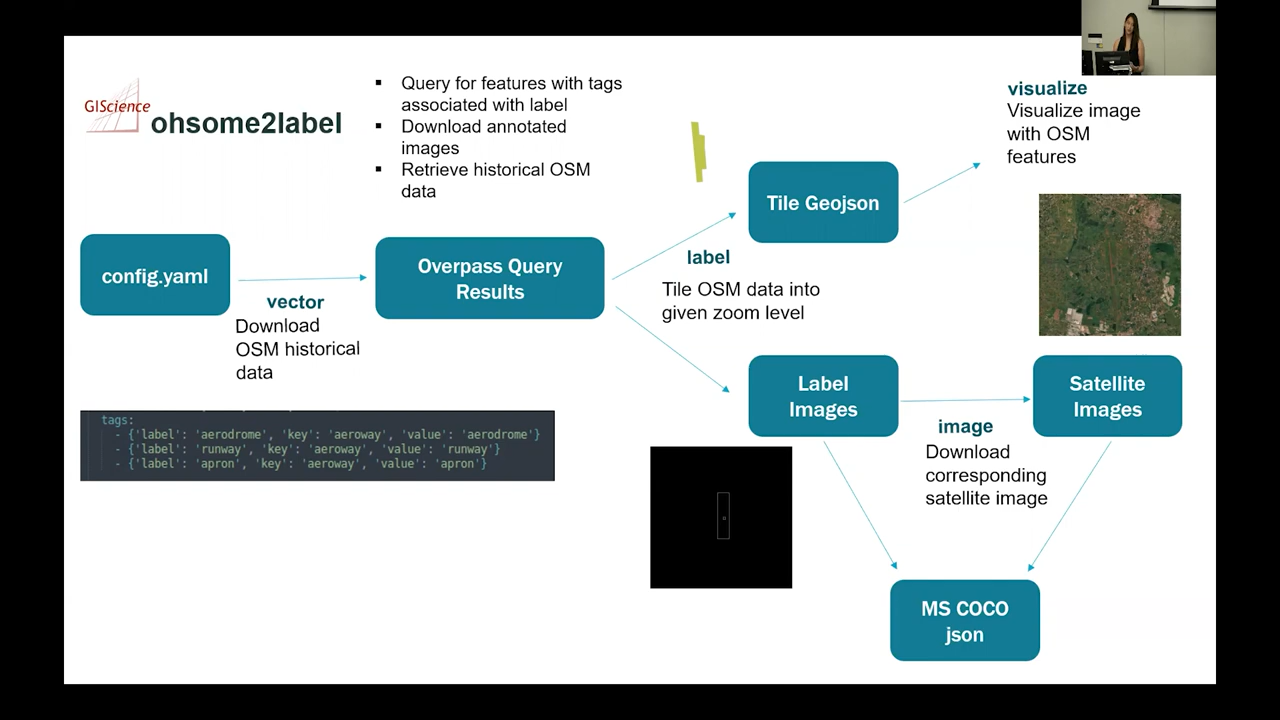 GIScience
ohsome2label
▪ Query for features with tags
associated with label
▪ Download annotated
images
▪ Retrieve historical OSM
data
visualize
Visualize image
with OSM
features
Tile Geojson
config.yaml
vector
Download
OSM historical
data
Overpass Query
Results
label
Tile OSM data into
given zoom level
Label
Images
image
Download
corresponding
satellite image
Satellite
Images
tags:
- {'label': 'aerodrome', 'key': 'aeroway', 'value': 'aerodrome'}
- {'label': 'runway', 'key': 'aeroway', 'value': 'runway'}
- {'label': 'apron', 'key': 'aeroway', 'value': 'apron'}
MS COCO
json